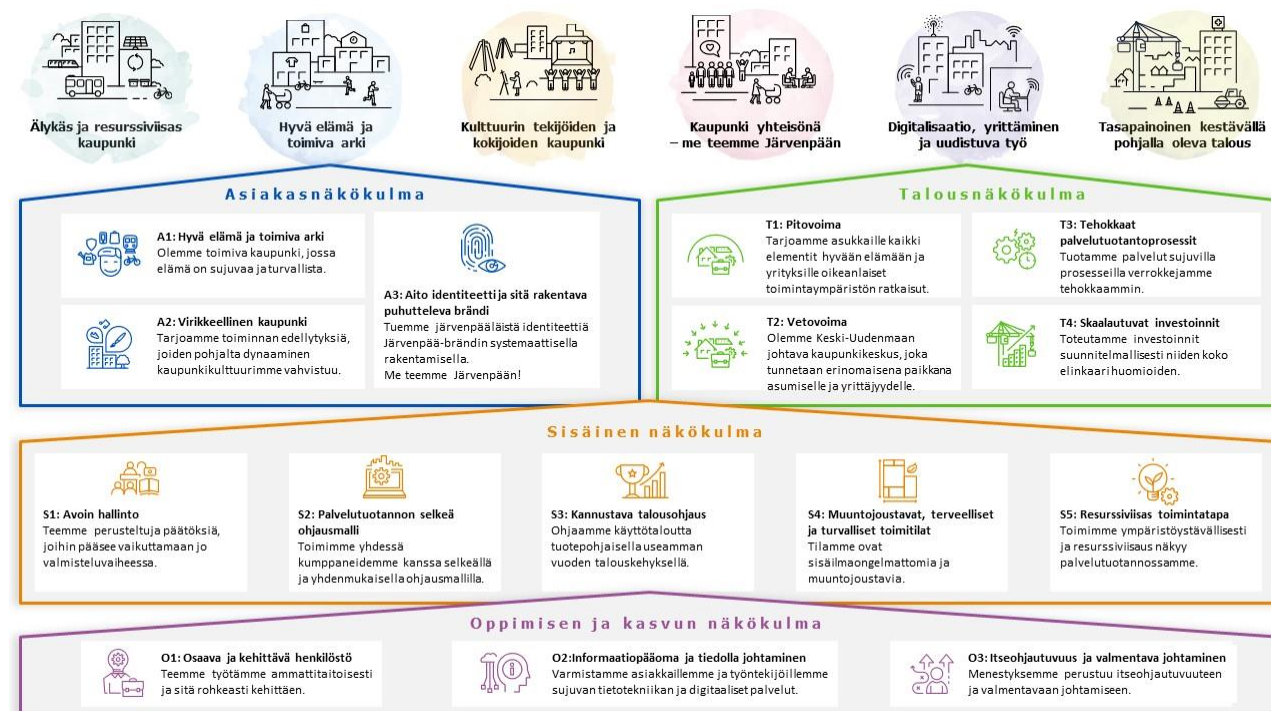 Älykäs ja resurssiviisas
kaupunki
Hyvä elämä ja
toimiva arki
Kulttuurin tekijöiden ja
kokijoiden kaupunki
Kaupunki yhteisönä
– me teemme Järvenpään
Digitalisaatio, yrittäminen
ja uudistuva työ
Tasapainoinen kestävällä
pohjalla oleva talous
Asiakasnäkökulma
A1: Hyvä elämä ja toimiva arki
Olemme toimiva kaupunki, jossa
elämä on sujuvaa ja turvallista.
A2: Virikkeellinen kaupunki
Tarjoamme toiminnan edellytyksiä,
joiden pohjalta dynaaminen
kaupunkikulttuurimme vahvistuu.
A3: Aito identiteetti ja sitä rakentava
puhutteleva brändi
Tuemme järvenpääläistä identiteettiä
Järvenpää-brändin systemaattisella
rakentamisella.
Me teemme Järvenpään!
Talousnäkökulma
T1: Pitovoima
Tarjoamme asukkaille kaikki
elementit hyvään elämään ja
yrityksille oikeanlaiset
toimintaympäristön ratkaisut.
T2: Vetovoima
Olemme Keski-Uudenmaan
johtava kaupunkikeskus, joka
tunnetaan erinomaisena paikkana
asumiselle ja yrittäjyydelle.
T3: Tehokkaat
palvelutuotantoprosessit
Tuotamme palvelut sujuvilla
prosesseilla verrokkejamme
tehokkaammin.
T4: Skaalautuvat investoinnit
Toteutamme investoinnit
suunnitelmallisesti niiden koko
elinkaari huomioiden.
Sisäinen näkökulma
S1: Avoin hallinto
Teemme perusteltuja päätöksiä,
joihin pääsee vaikuttamaan jo
valmisteluvaiheessa.
S2: Palvelutuotannon selkeä
ohjausmalli
Toimimme yhdessä
kumppaneidemme kanssa selkeällä
ja yhdenmukaisella ohjausmallilla.
S3: Kannustava talousohjaus
Ohjaamme käyttötaloutta
tuotepohjaisella useamman
vuoden talouskehyksellä.
S4: Muuntojoustavat, terveelliset
ja turvalliset toimitilat
Tilamme ovat
sisäilmaongelmattomia ja
muuntojoustavia.
S5: Resurssiviisas toimintatapa
Toimimme ympäristöystävällisesti
ja resurssiviisaus näkyy
palvelutuotannossamme.
Oppimisen ja kasvun näkökulma
O1: Osaava ja kehittävä henkilöstö
Teemme työtämme ammattitaitoisesti
ja sitä rohkeasti kehittäen.
O2:Informaatiopääoma ja tiedolla johtaminen
Varmistamme asiakkaillemme ja työntekijöillemme
sujuvan tietotekniikan ja digitaaliset palvelut.
O3: Itseohjautuvuus ja valmentava johtaminen
Menestyksemme perustuu itseohjautuvuuteen
ja valmentavaan johtamiseen.